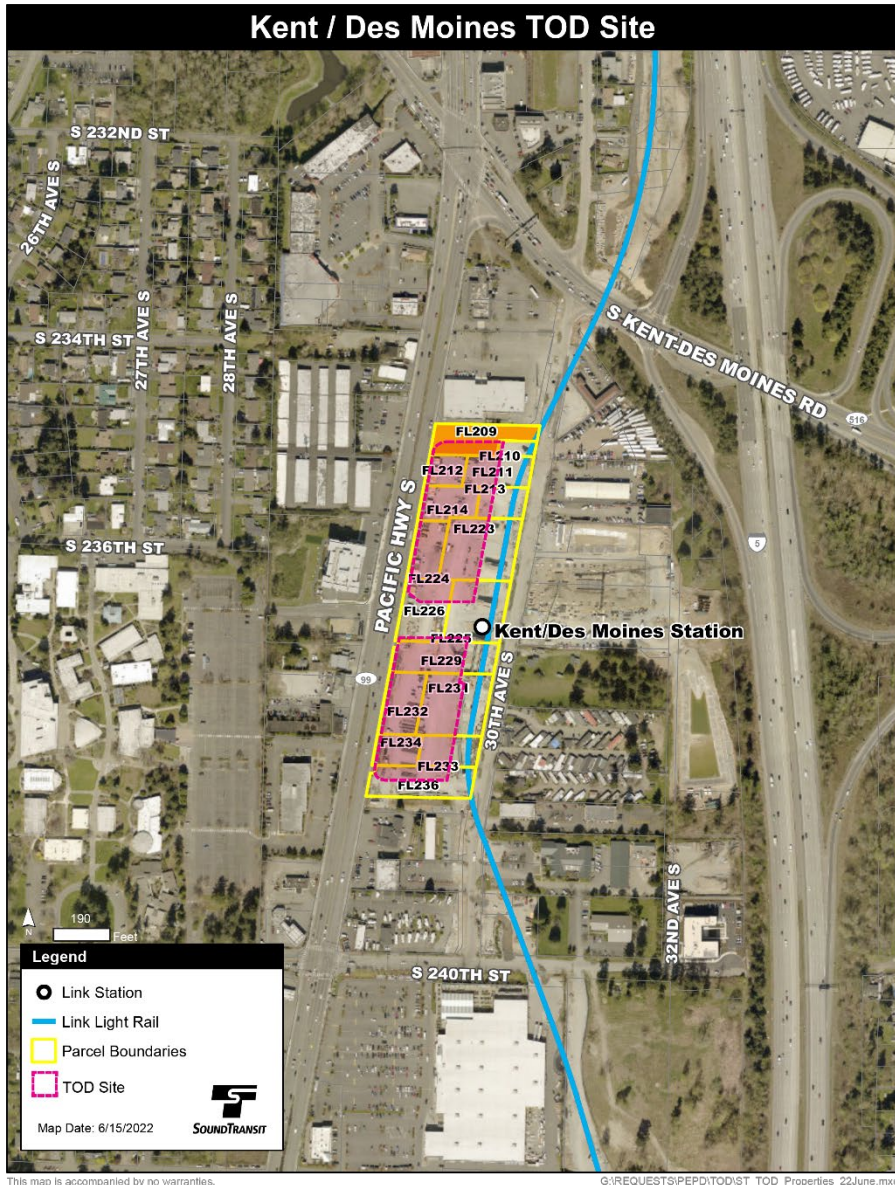 Kent / Des Moines TOD Site
S 232ND ST
26TH AVE S
27TH AVE S
28TH AVE S
S 234TH ST
S KENT-DES MOINES RD
516
FL209
FL210
FL212
FL211
FL213
FL214
FL223
PACIFIC HWY S
S 236TH ST
5
FL224
FL226
FL225
Kent/Des Moines Station
FL229
99
FL231
30TH AVE S
FL232
FL234
FL233
FL236
32ND AVE S
N
190
Feet
S 240TH ST
Legend
Link Station
Link Light Rail
Parcel Boundaries
TOD Site
Map Date: 6/15/2022
SOUNDTRANSIT
This map is accompanied by no warranties.
G:\REQUESTS\PEPD\TOD\ST_TOD_Properties_22June.mx